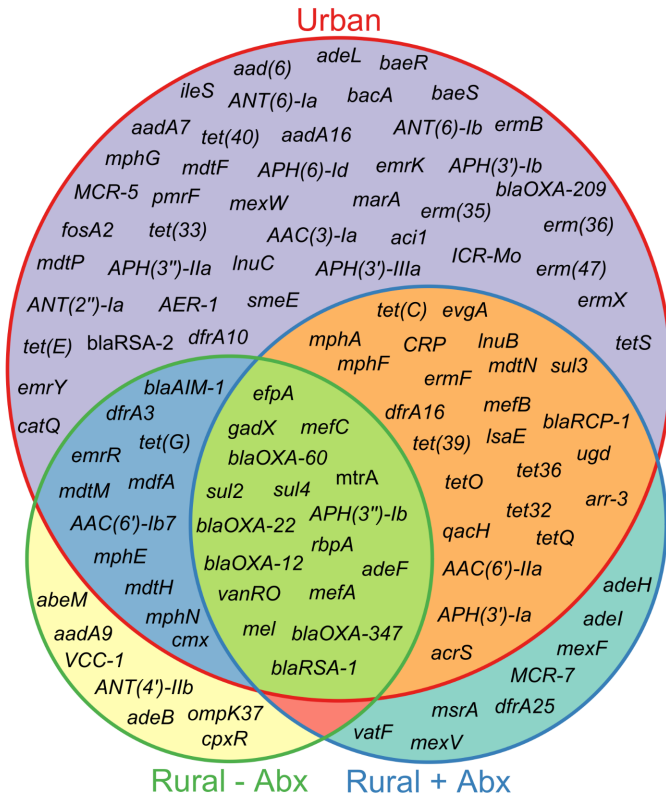 Urban
aad(6)
adeL
baeR
ileS
ANT(6)-Ia
bacA
baeS
aadA7
tet(40)
aadA16
ANT(6)-Ib
ermB
mphG
mdtF
APH(6)-Id
emrK
APH(3')-Ib
MCR-5
pmrF
mexW
marA
blaOXA-209
erm(35)
erm(36)
fosA2
tet(33)
AAC(3)-Ia
aci1
ICR-Mo
mdtP
APH(3'')-IIa
lnuC
APH(3')-IIIa
erm(47)
ANT(2'')-Ia
AER-1
smeE
ermX
tet(E)
blaRSA-2
dfrA10
tetS
emrY
catQ
tet(C)
evgA
mphA
CRP
lnuB
mphF
ermF
mdtN
sul3
dfrA16
mefB
blaRCP-1
tet(39)
lsaE
ugd
tetO
tet36
arr-3
tet32
qacH
tetQ
AAC(6')-IIa
APH(3')-Ia
acrS
blaAIM-1
dfrA3
tet(G)
emrR
mdtM
mdfA
AAC(6')-Ib7
mphE
mdtH
mphN
cmx
efpA
gadX
mefC
blaOXA-60
mtrA
sul2
sul4
blaOXA-22
APH(3'')-Ib
rbpA
blaOXA-12
adeF
vanRO
mefA
mel
blaOXA-347
blaRSA-1
abeM
aadA9
VCC-1
ANT(4')-IIb
adeB
ompK37
cpxR
adeH
adeI
mexF
MCR-7
dfrA25
msrA
vatF
mexV
Rural - Abx
Rural + Abx